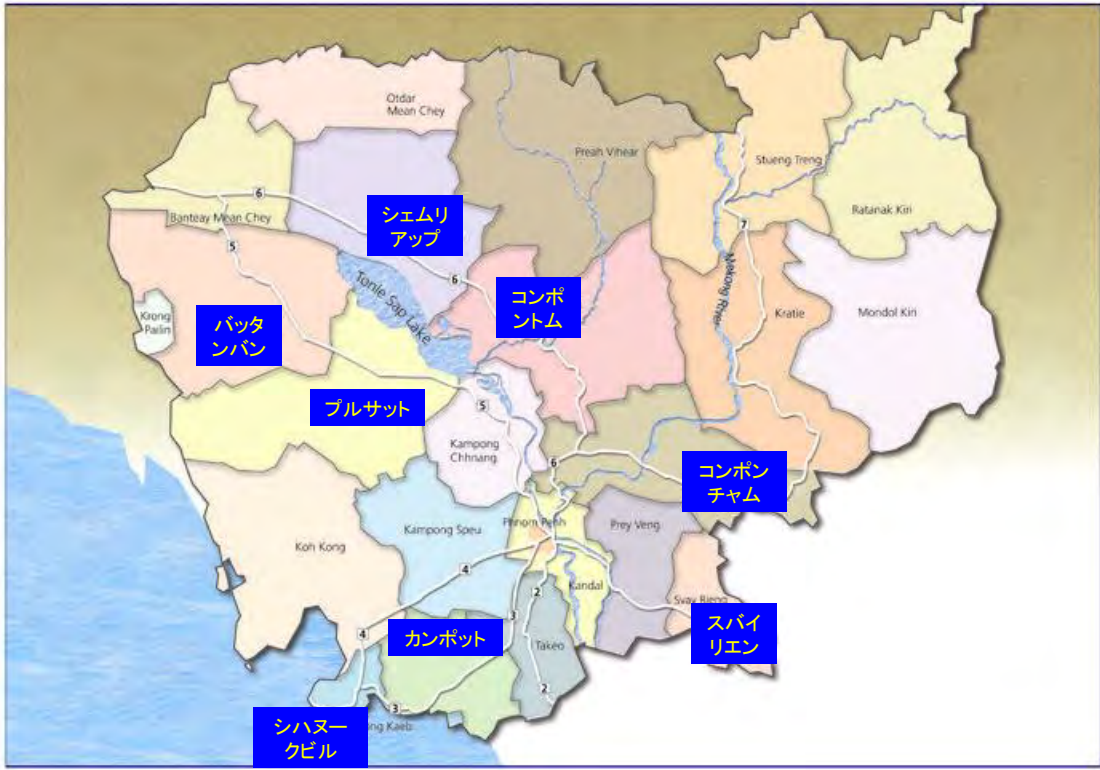 Otdar
Mean Chey
Preah Vihear
Stueng Treng
Ratanak Kiri
6
Banteay Mean Chey
シェムリ
アップ
7
5
6
Tonle Sap Lake
Mekong River
コンポ
ントム
Krong
Pailin
バッタ
ンバン
Kratie
Mondol Kiri
プルサット
5
Kampong
Chhnang
6
コンポン
チャム
Kampong Speu
Phnom Penh
Prey Veng
Koh Kong
4
Kandal
2
3
Svay Rieng
4
カンポット
Takeo
スバイ
リエン
2
3
シハヌー
クビル
ong Kaeb